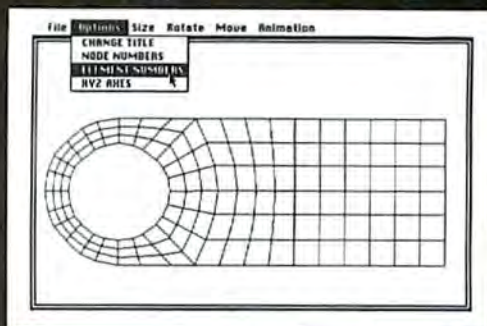 File Options Size Rotate Move Animation
CHANGE TITLE
NODE NUMBERS
ELEMENT NUMBERS
XYZ AXES